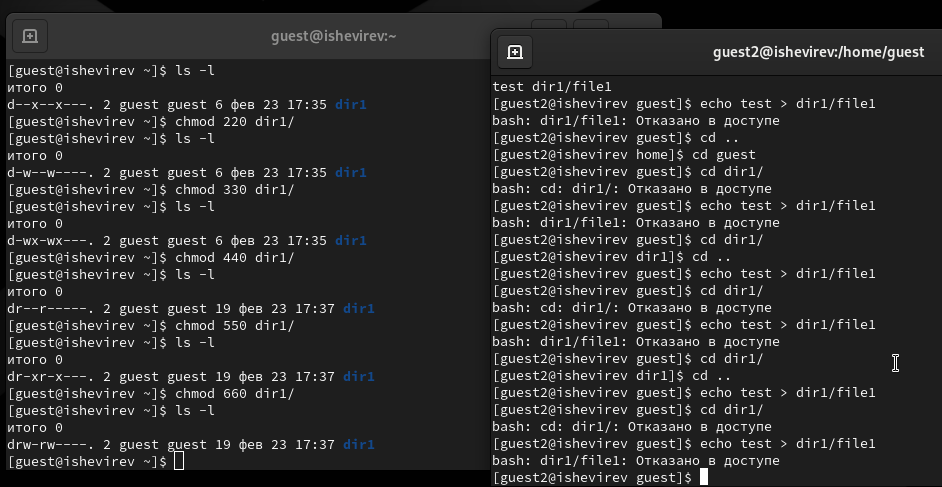 guest@ishevirev:~
[guest@ishevirev ~]$ ls -l
итого 0
d--x--x---. 2 guest guest 6 фев 23 17:35 dir1
[guest@ishevirev ~]$ chmod 220 dir1/
[guest@ishevirev ~]$ ls -l
итого 0
d-w--w----. 2 guest guest 6 фев 23 17:35 dir1
[guest@ishevirev ~]$ chmod 330 dir1/
[guest@ishevirev ~]$ ls -l
итого 0
d-wx-wx---. 2 guest guest 6 фев 23 17:35 dir1
[guest@ishevirev ~]$ chmod 440 dir1/
[guest@ishevirev ~]$ ls -l
итого 0
dr--r-----. 2 guest guest 19 фев 23 17:37 dir1
[guest@ishevirev ~]$ chmod 550 dir1/
[guest@ishevirev ~]$ ls -l
итого 0
dr-xr-x---. 2 guest guest 19 фев 23 17:37 dir1
[guest@ishevirev ~]$ chmod 660 dir1/
[guest@ishevirev ~]$ ls -l
итого 0
drw-rw----. 2 guest guest 19 фев 23 17:37 dir1
[guest@ishevirev ~]$
guest2@ishevirev:/home/guest
test dir1/file1
[guest2@ishevirev guest]$ echo test > dir1/file1
bash: dir1/file1: Отказано в доступе
[guest2@ishevirev guest]$ cd ..
[guest2@ishevirev home]$ cd guest
[guest2@ishevirev guest]$ cd dir1/
bash: cd: dir1/: Отказано в доступе
[guest2@ishevirev guest]$ echo test > dir1/file1
bash: dir1/file1: Отказано в доступе
[guest2@ishevirev guest]$ cd dir1/
[guest2@ishevirev dir1]$ cd ..
[guest2@ishevirev guest]$ echo test > dir1/file1
[guest2@ishevirev guest]$ cd dir1/
bash: cd: dir1/: Отказано в доступе
[guest2@ishevirev guest]$ echo test > dir1/file1
bash: dir1/file1: Отказано в доступе
[guest2@ishevirev guest]$ cd dir1/
[guest2@ishevirev dir1]$ cd ..
[guest2@ishevirev guest]$ echo test > dir1/file1
[guest2@ishevirev guest]$ cd dir1/
bash: cd: dir1/: Отказано в доступе
[guest2@ishevirev guest]$ echo test > dir1/file1
bash: dir1/file1: Отказано в доступе
[guest2@ishevirev guest]$